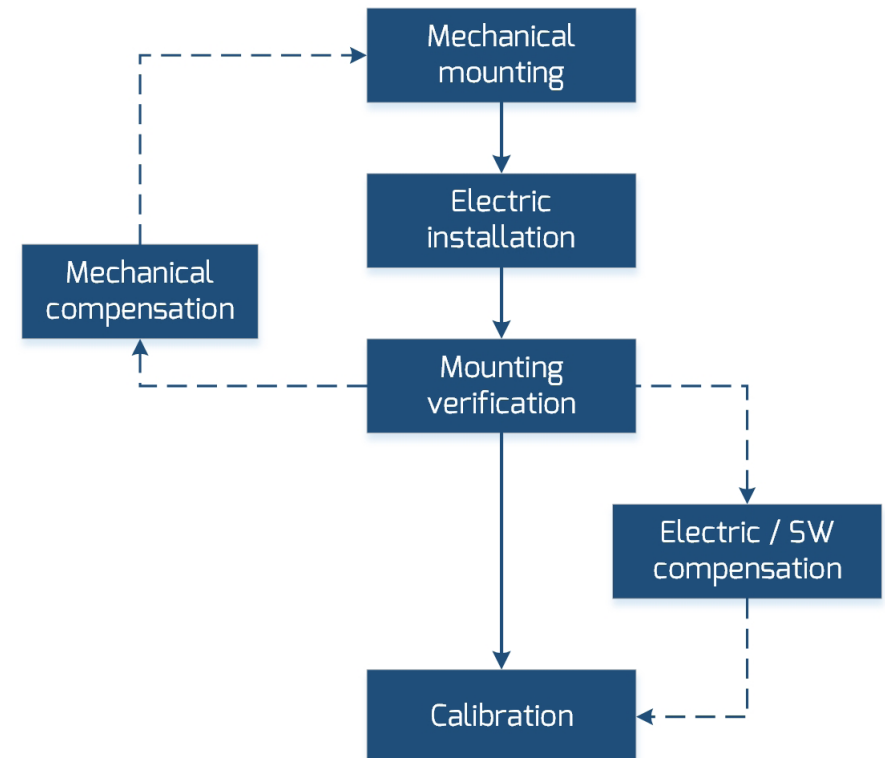 Mechanical
mounting
Electric
installation
Mechanical
compensation
Mounting
verification
Electric / SW
compensation
Calibration